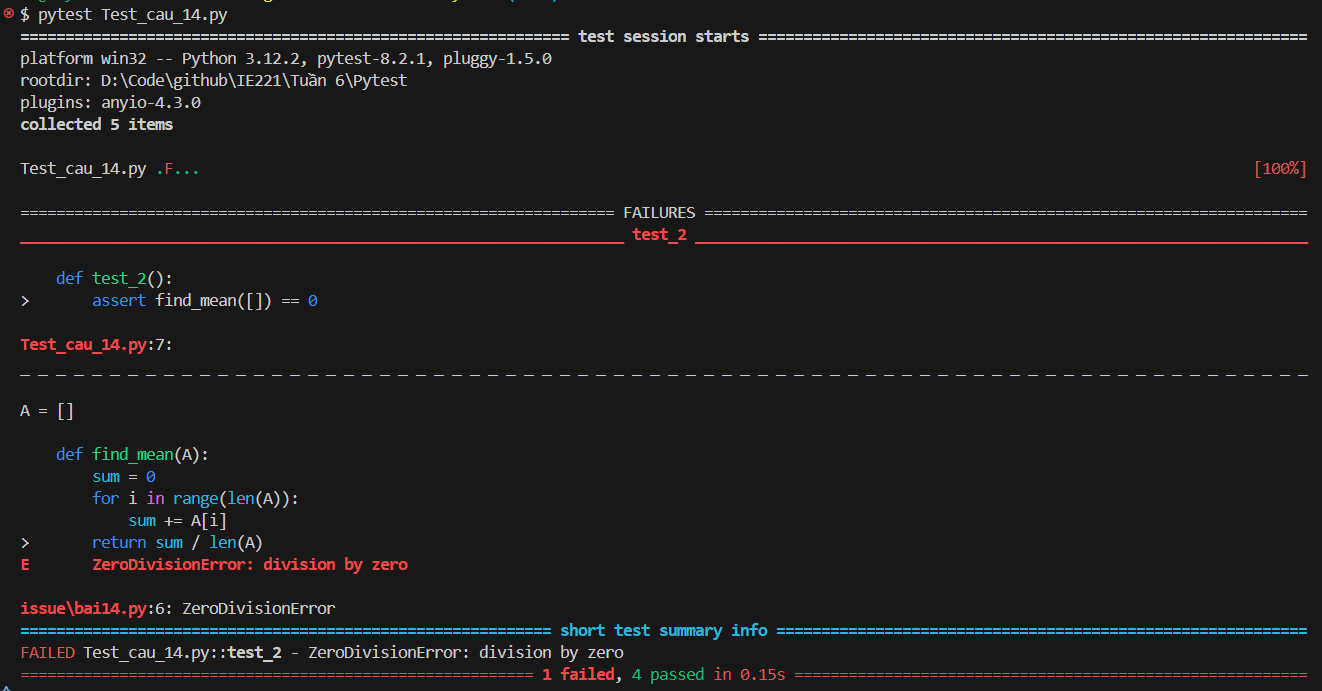 $ pytest Test_cau_14.py
============================================================= test session starts =============================================================
platform win32 -- Python 3.12.2, pytest-8.2.1, pluggy-1.5.0
rootdir: D:\Code\github\IE221\Tuần 6\Pytest
plugins: anyio-4.3.0
collected 5 items
Test_cau_14.py .F... [100%]
================================================================== FAILURES ===================================================================
___________________________________________________________________ test_2 ____________________________________________________________________
    def test_2():
>       assert find_mean([]) == 0
Test_cau_14.py:7:
_ _ _ _ _ _ _ _ _ _ _ _ _ _ _ _ _ _ _ _ _ _ _ _ _ _ _ _ _ _ _ _ _ _ _ _ _ _ _ _ _ _ _ _ _ _ _ _ _ _ _ _ _ _ _ _ _ _ _ _ _ _ _ _ _ _ _ _ _ _ _ _
A = []
    def find_mean(A):
        sum = 0
        for i in range(len(A)):
            sum += A[i]
>       return sum / len(A)
E       ZeroDivisionError: division by zero
issue\bai14.py:6: ZeroDivisionError
=========================================================== short test summary info ===========================================================
FAILED Test_cau_14.py::test_2 - ZeroDivisionError: division by zero
========================================================= 1 failed, 4 passed in 0.15s =========================================================